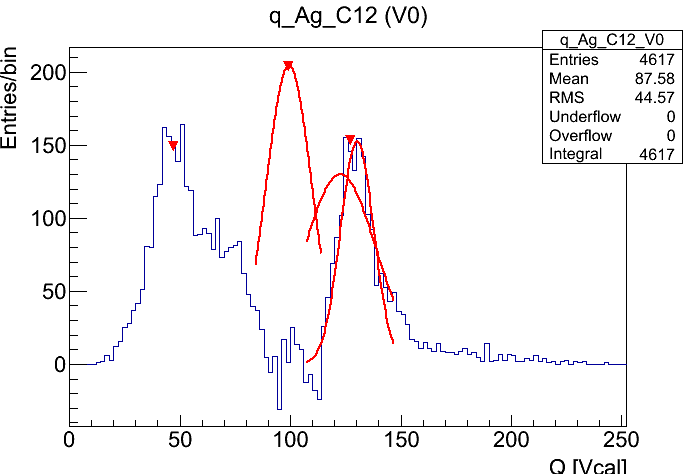 q_Ag_C12 (V0)
q_Ag_C12_V0
Entries 4617
Mean 87.58
RMS 44.57
Underflow 0
Overflow 0
Integral 4617
Entries/bin
200
150
100
50
0
0 50 100 150 200 250
Q [Vcal]